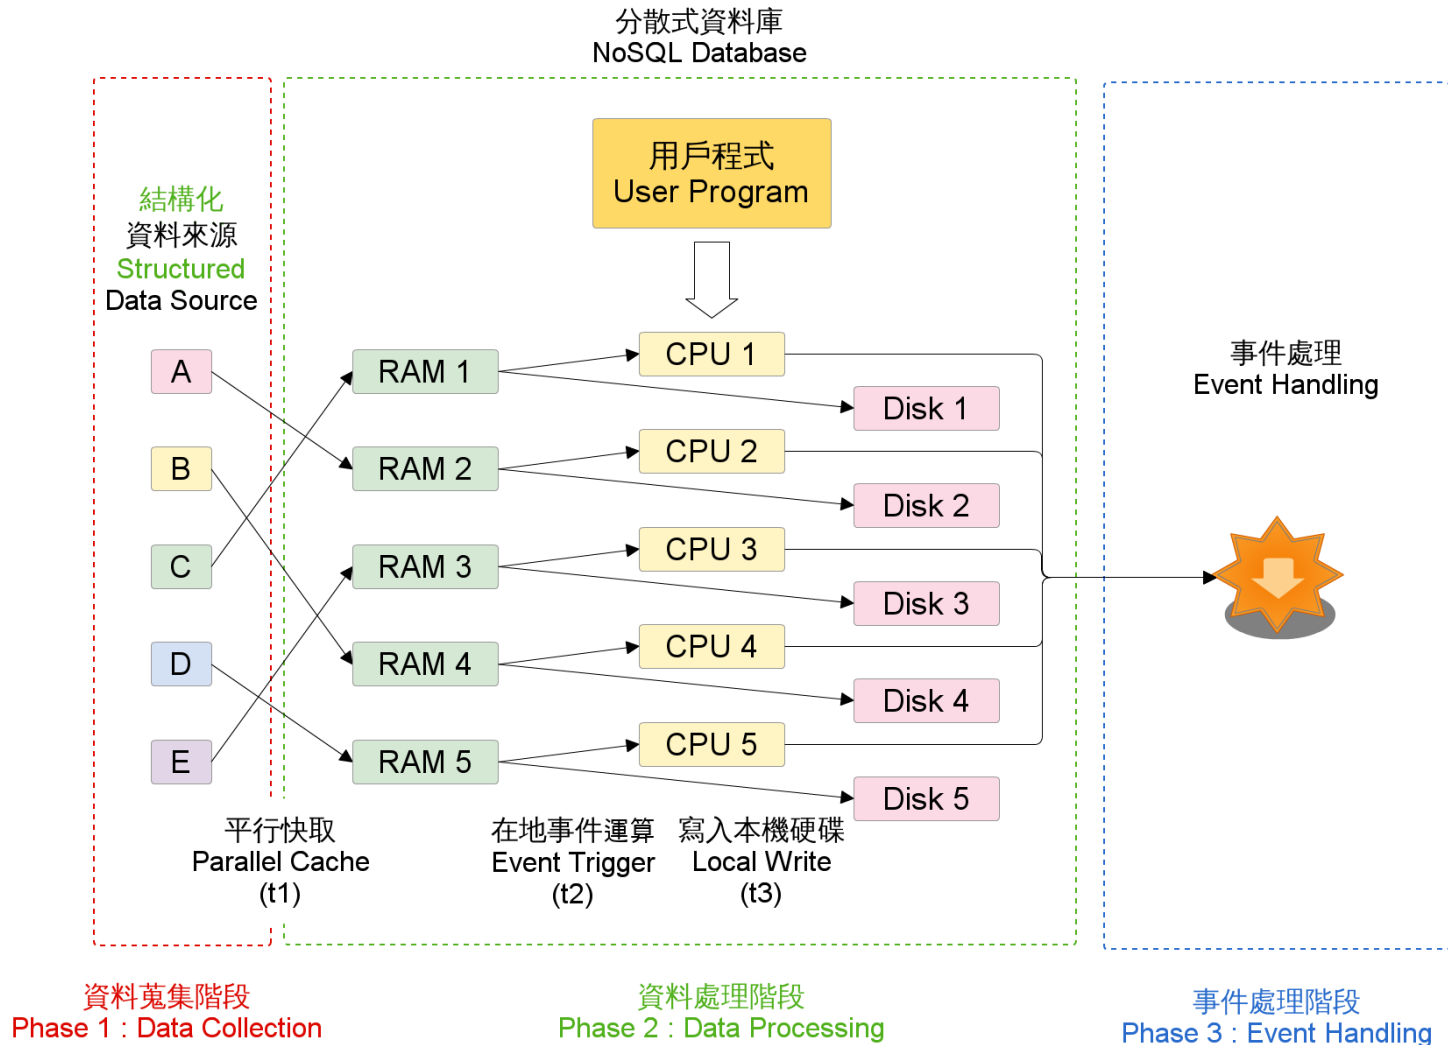 分散式資料庫
NoSQL Database
用戶程式
User Program
結構化
資料來源
Structured
Data Source
A
B
C
D
E
RAM 1
RAM 2
RAM 3
RAM 4
RAM 5
CPU 1
Disk 1
CPU 2
Disk 2
CPU 3
Disk 3
CPU 4
Disk 4
CPU 5
Disk 5
事件處理
Event Handling
平行快取
Parallel Cache
(t1)
在地事件運算
Event Trigger
(t2)
寫入本機硬碟
Local Write
(t3)
資料蒐集階段
Phase 1 : Data Collection
資料處理階段
Phase 2 : Data Processing
事件處理階段
Phase 3 : Event Handling